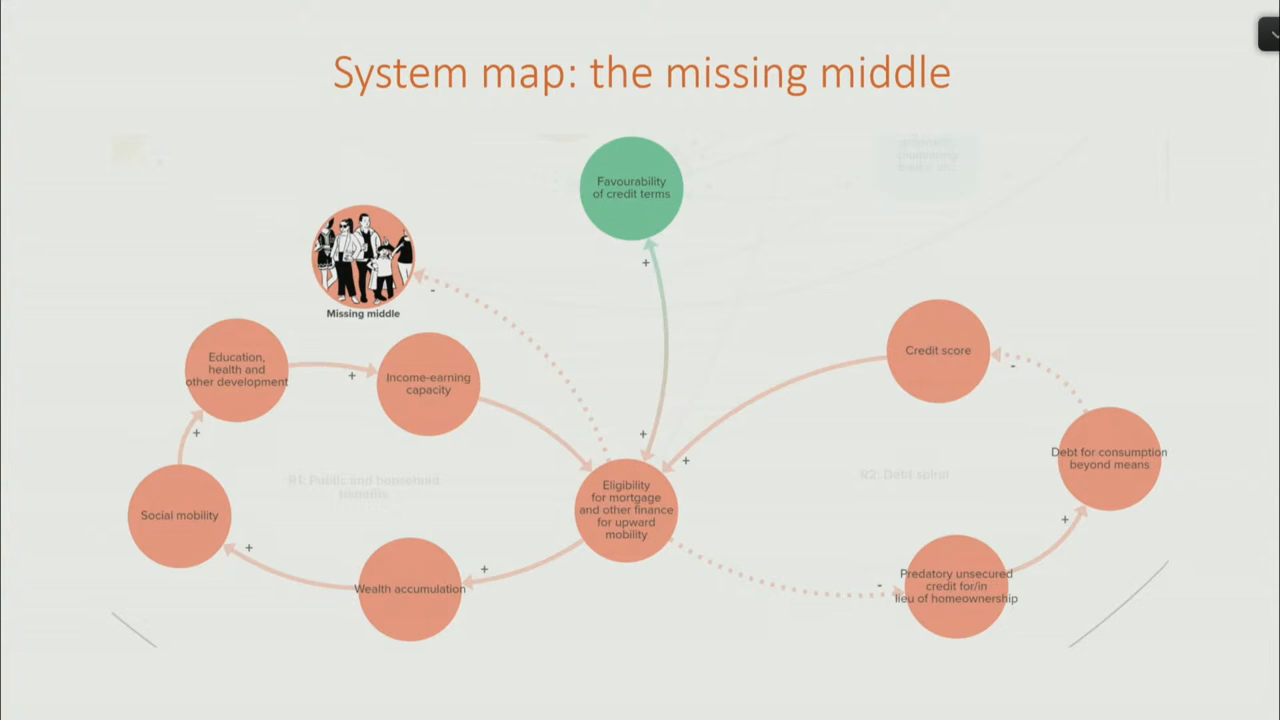 System map: the missing middle
Favourability
of credit terms
+
-
Missing middle
Education,
health and
other development
+
Income-earning
capacity
Credit score
-
+
+
+
Debt for consumption
beyond means
R1: Public and household
benefits
R2: Debt spiral
Eligibility
for mortgage
and other finance
for upward
mobility
Social mobility
+
+
Wealth accumulation
+
-
Predatory unsecured
credit for/in
lieu of homeownership